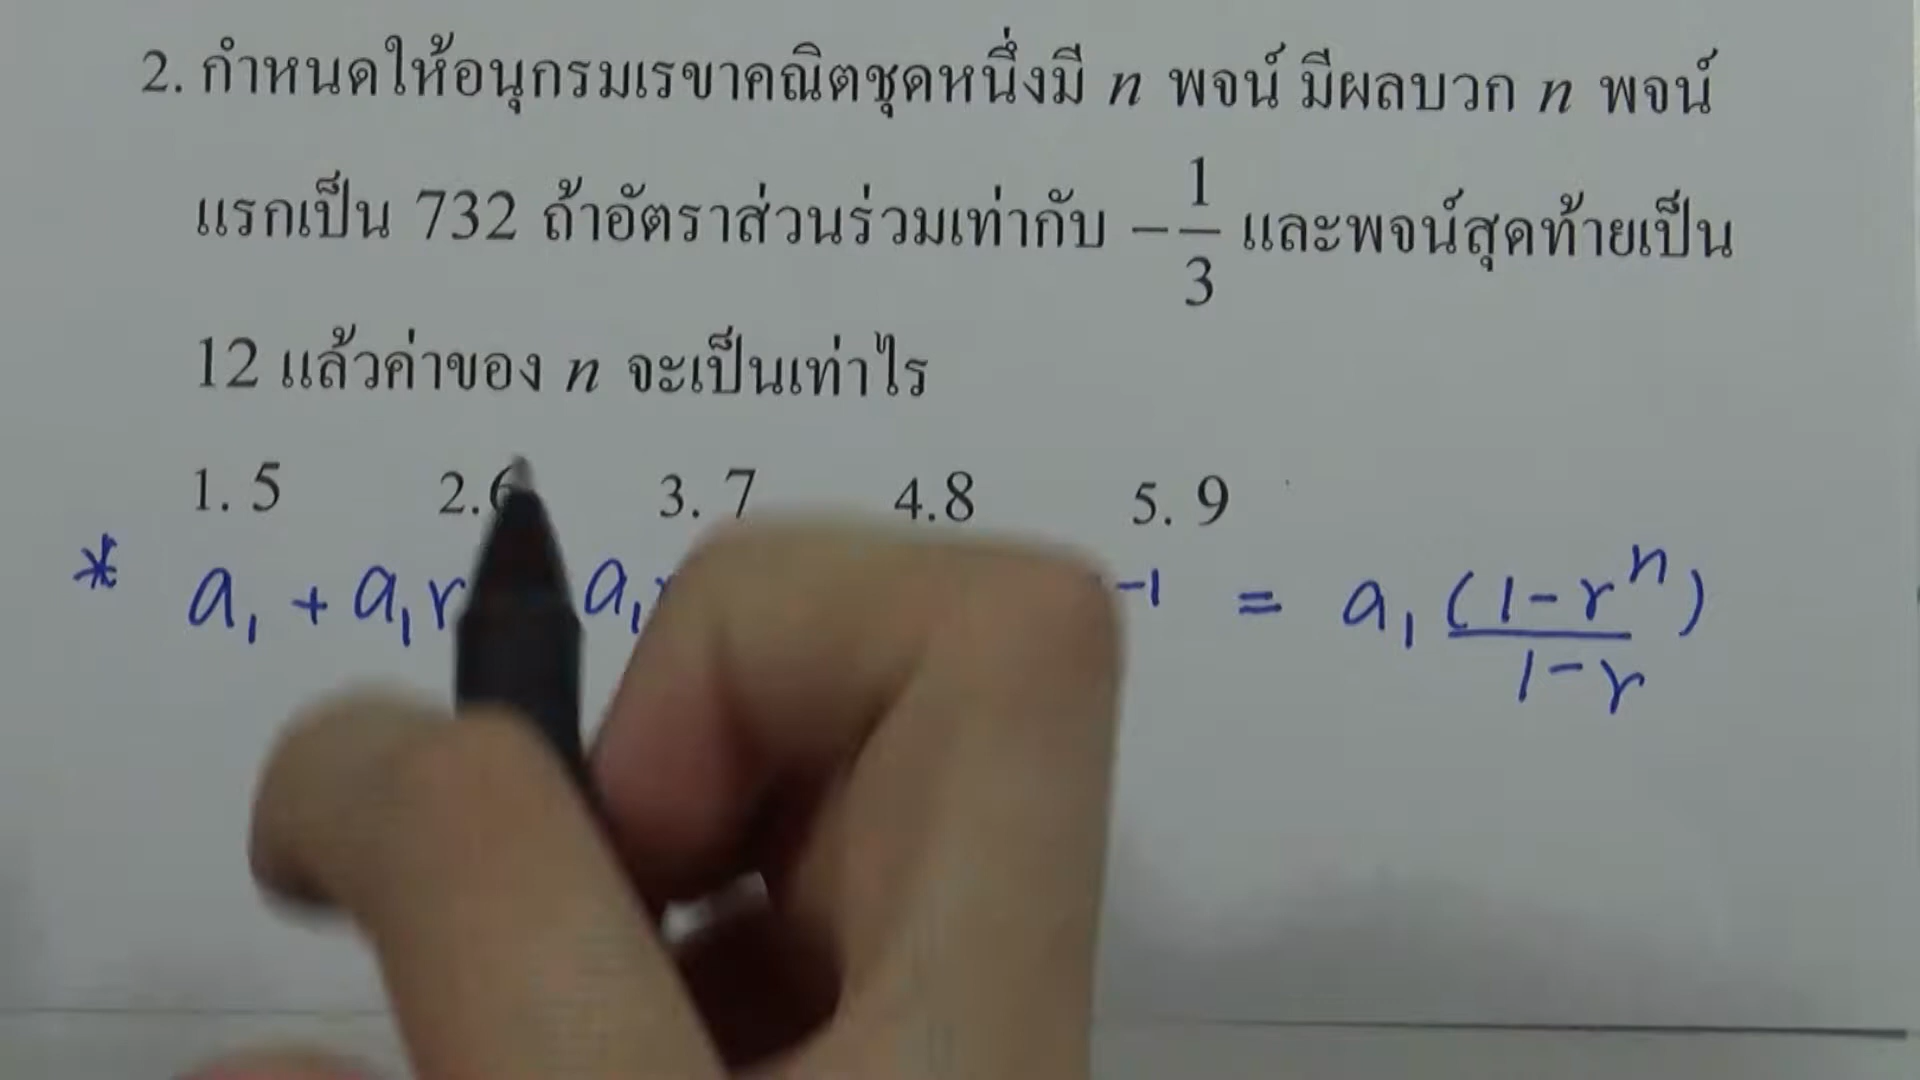 2. กำหนดให้อนุกรมเรขาคณิตชุดหนึ่งมี n พจน์ มีผลบวก n พจน์
แรกเป็น 732 ถ้าอัตราส่วนร่วมเท่ากับ -1/3 และพจน์สุดท้ายเป็น
12 แล้วค่าของ n จะเป็นเท่าไร
1. 5 2.6 3. 7 4.8 5. 9
* a₁ + a₁r a₁ -1 = a₁ (1-rⁿ)/1-r